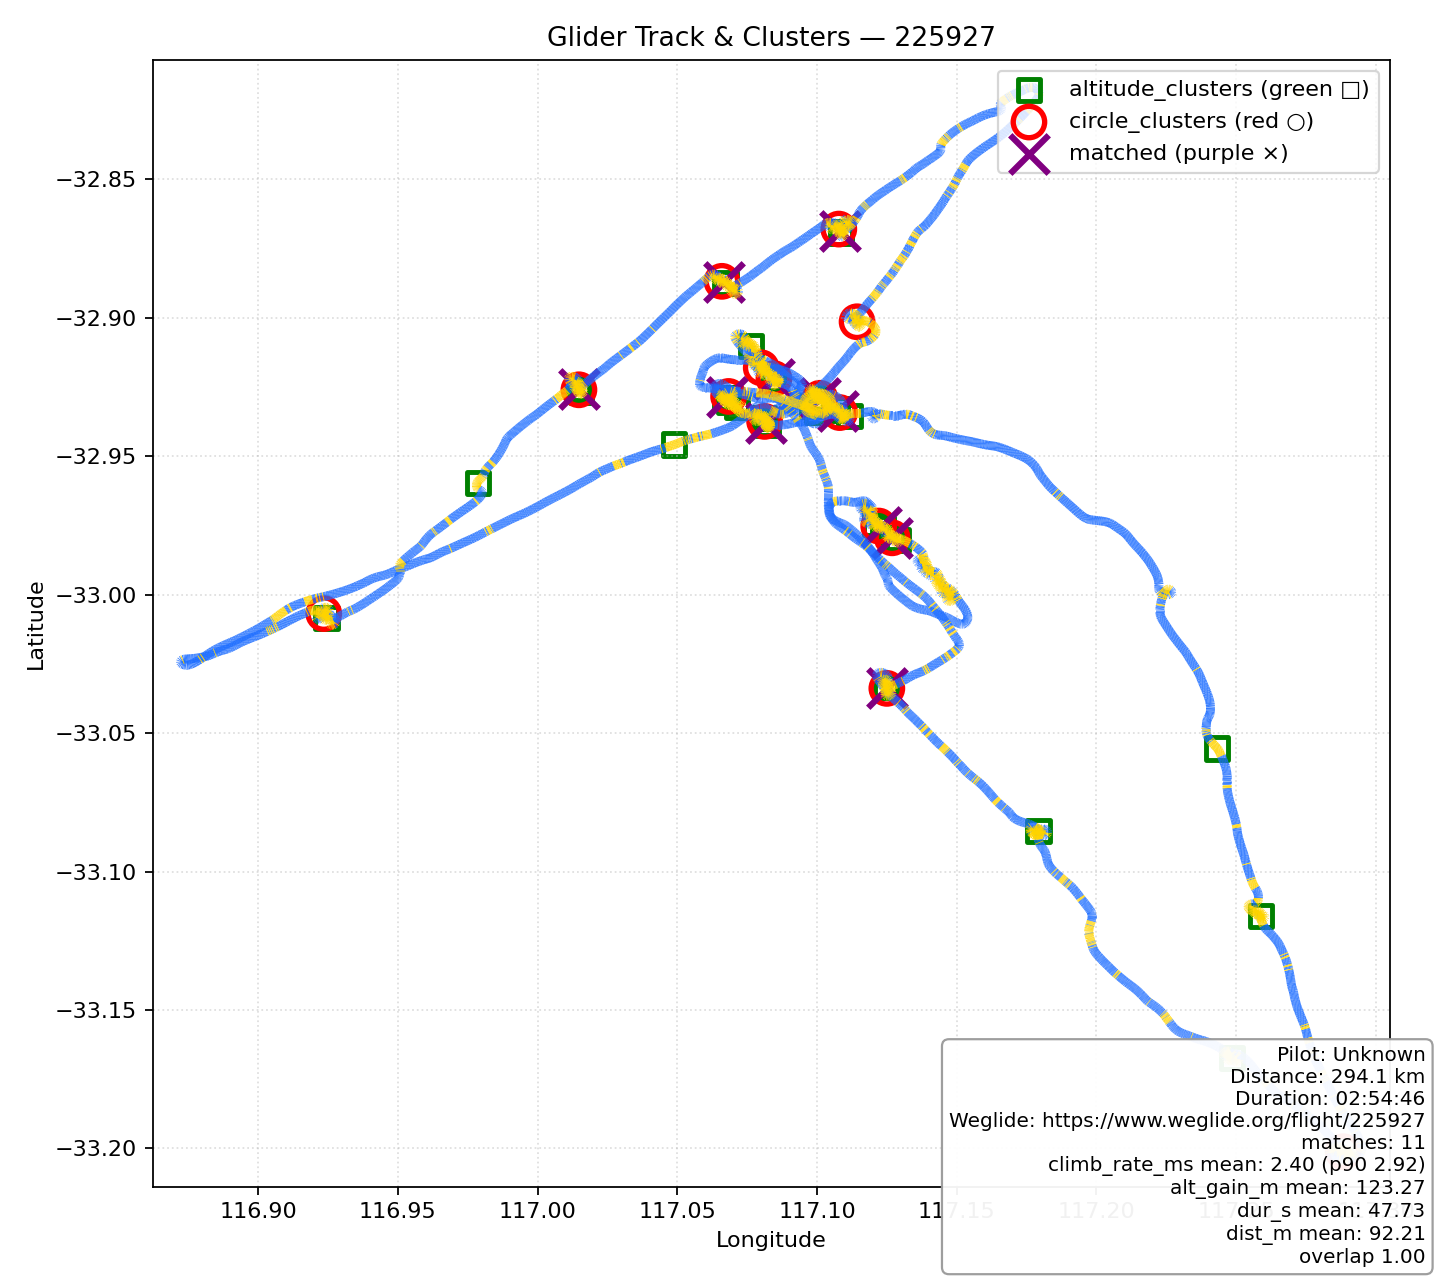 Glider Track & Clusters — 225927
altitude_clusters (green □)
circle_clusters (red ○)
matched (purple ×)
Latitude
−32.85
−32.90
−32.95
−33.00
−33.05
−33.10
−33.15
−33.20
116.90 116.95 117.00 117.05 117.10 117.15 117.20
Longitude
Pilot: Unknown
Distance: 294.1 km
Duration: 02:54:46
Weglide: https://www.weglide.org/flight/225927
matches: 11
climb_rate_ms mean: 2.40 (p90 2.92)
alt_gain_m mean: 123.27
dur_s mean: 47.73
dist_m mean: 92.21
overlap 1.00